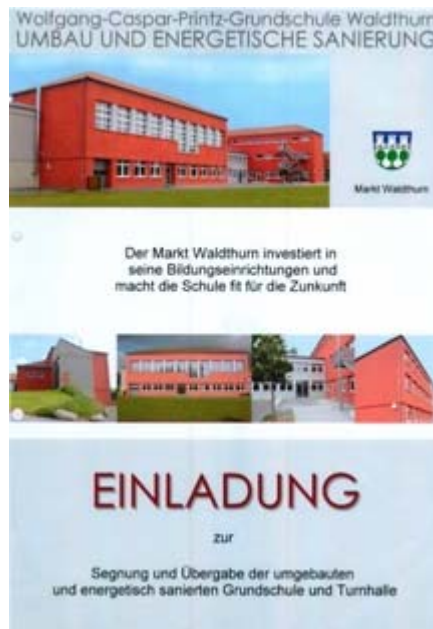 Wolfgang-Caspar-Printz-Grundschule Waldthurn
UMBAU UND ENERGETISCHE SANIERUNG
Markt Waldthurn
Der Markt Waldthurn investiert in
seine Bildungseinrichtungen und
macht die Schule fit für die Zunkunft
EINLADUNG
zur
Segnung und Übergabe der umgebauten
und energetisch sanierten Grundschule und Turnhalle